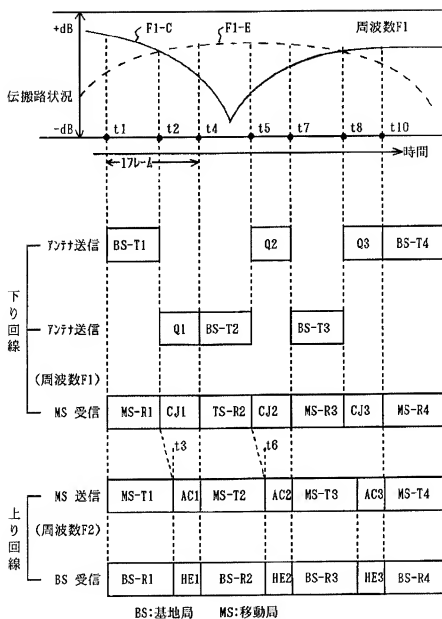 +dB F1-C F1-E 周波数F1
伝搬路状況
-dB t1 t2 t4 t5 t7 t8 t10
時間
1フレーム
アンテナ送信 BS-T1 Q2 Q3 BS-T4
下り回線
アンテナ送信 Q1 BS-T2 BS-T3
(周波数F1)
MS 受信 MS-R1 CJ1 TS-R2 CJ2 MS-R3 CJ3 MS-R4
t3 t6
MS 送信 MS-T1 AC1 MS-T2 AC2 MS-T3 AC3 MS-T4
上り回線
(周波数F2)
BS 受信 BS-R1 HE1 BS-R2 HE2 BS-R3 HE3 BS-R4
BS:基地局 MS:移動局